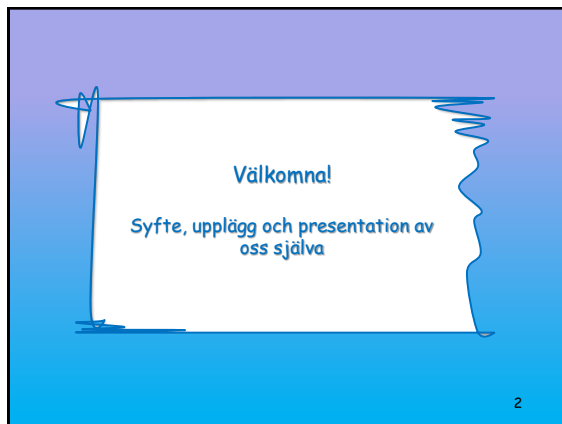 Välkomna!
Syfte, upplägg och presentation av
oss själva
2